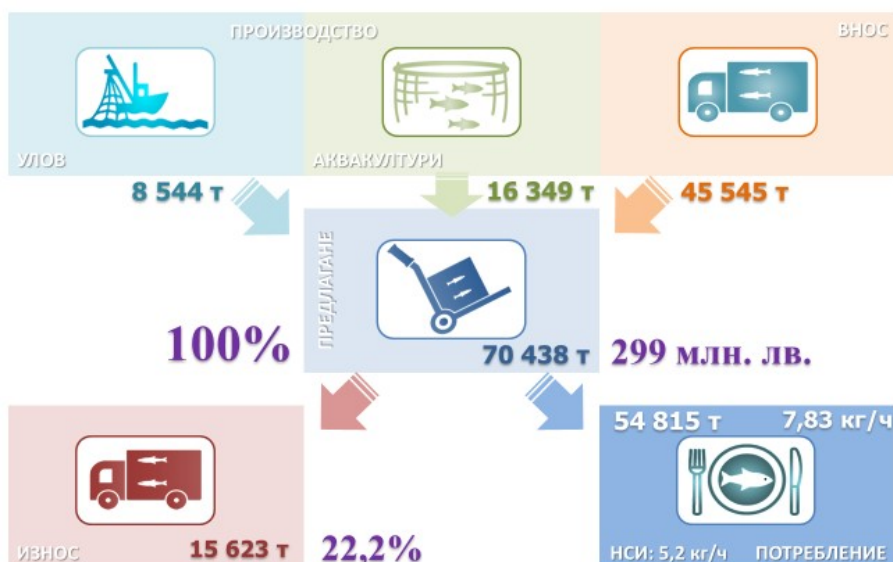 ПРОИЗВОДСТВО
ВНОС
УЛОВ
АКВАКУЛТУРИ
8 544 т
16 349 т
45 545 т
ПРЕДЛАГАНЕ
100%
70 438 т
299 млн. лв.
54 815 т
7,83 кг/ч
ИЗНОС
15 623 т
22,2%
НСИ: 5,2 кг/ч
ПОТРЕБЛЕНИЕ